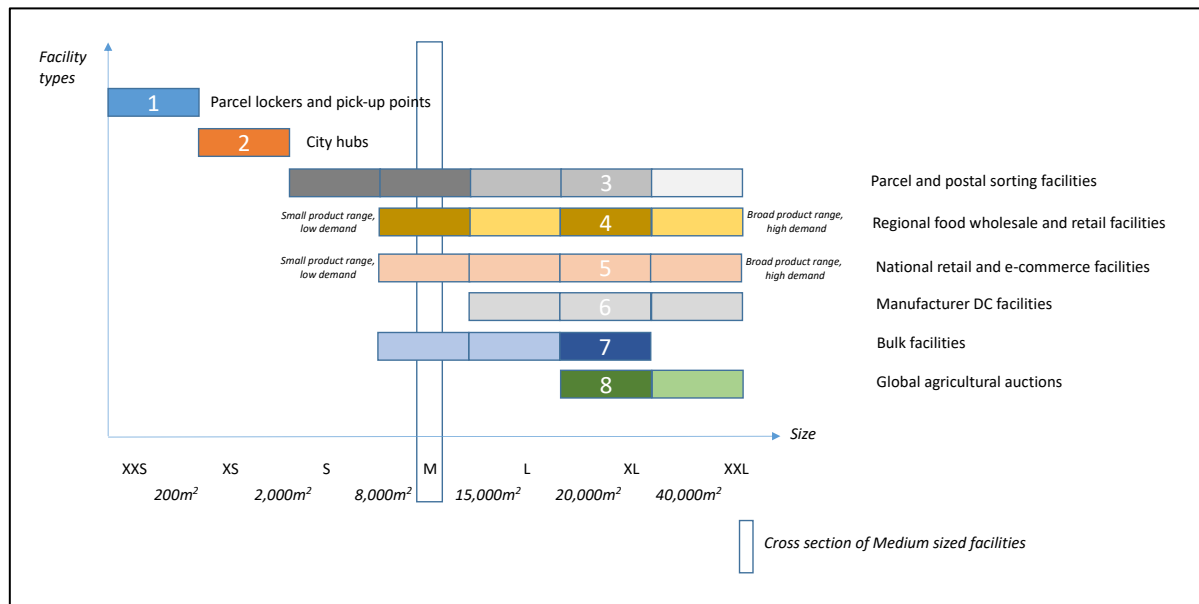 Facility
types
1
Parcel lockers and pick-up points
2
City hubs
3
Parcel and postal sorting facilities
Small product range,
low demand
4
Broad product range,
high demand
Regional food wholesale and retail facilities
Small product range,
low demand
5
Broad product range,
high demand
National retail and e-commerce facilities
6
Manufacturer DC facilities
7
Bulk facilities
8
Global agricultural auctions
Size
XXS XS S M L XL XXL
200m² 2,000m² 8,000m² 15,000m² 20,000m² 40,000m²
Cross section of Medium sized facilities